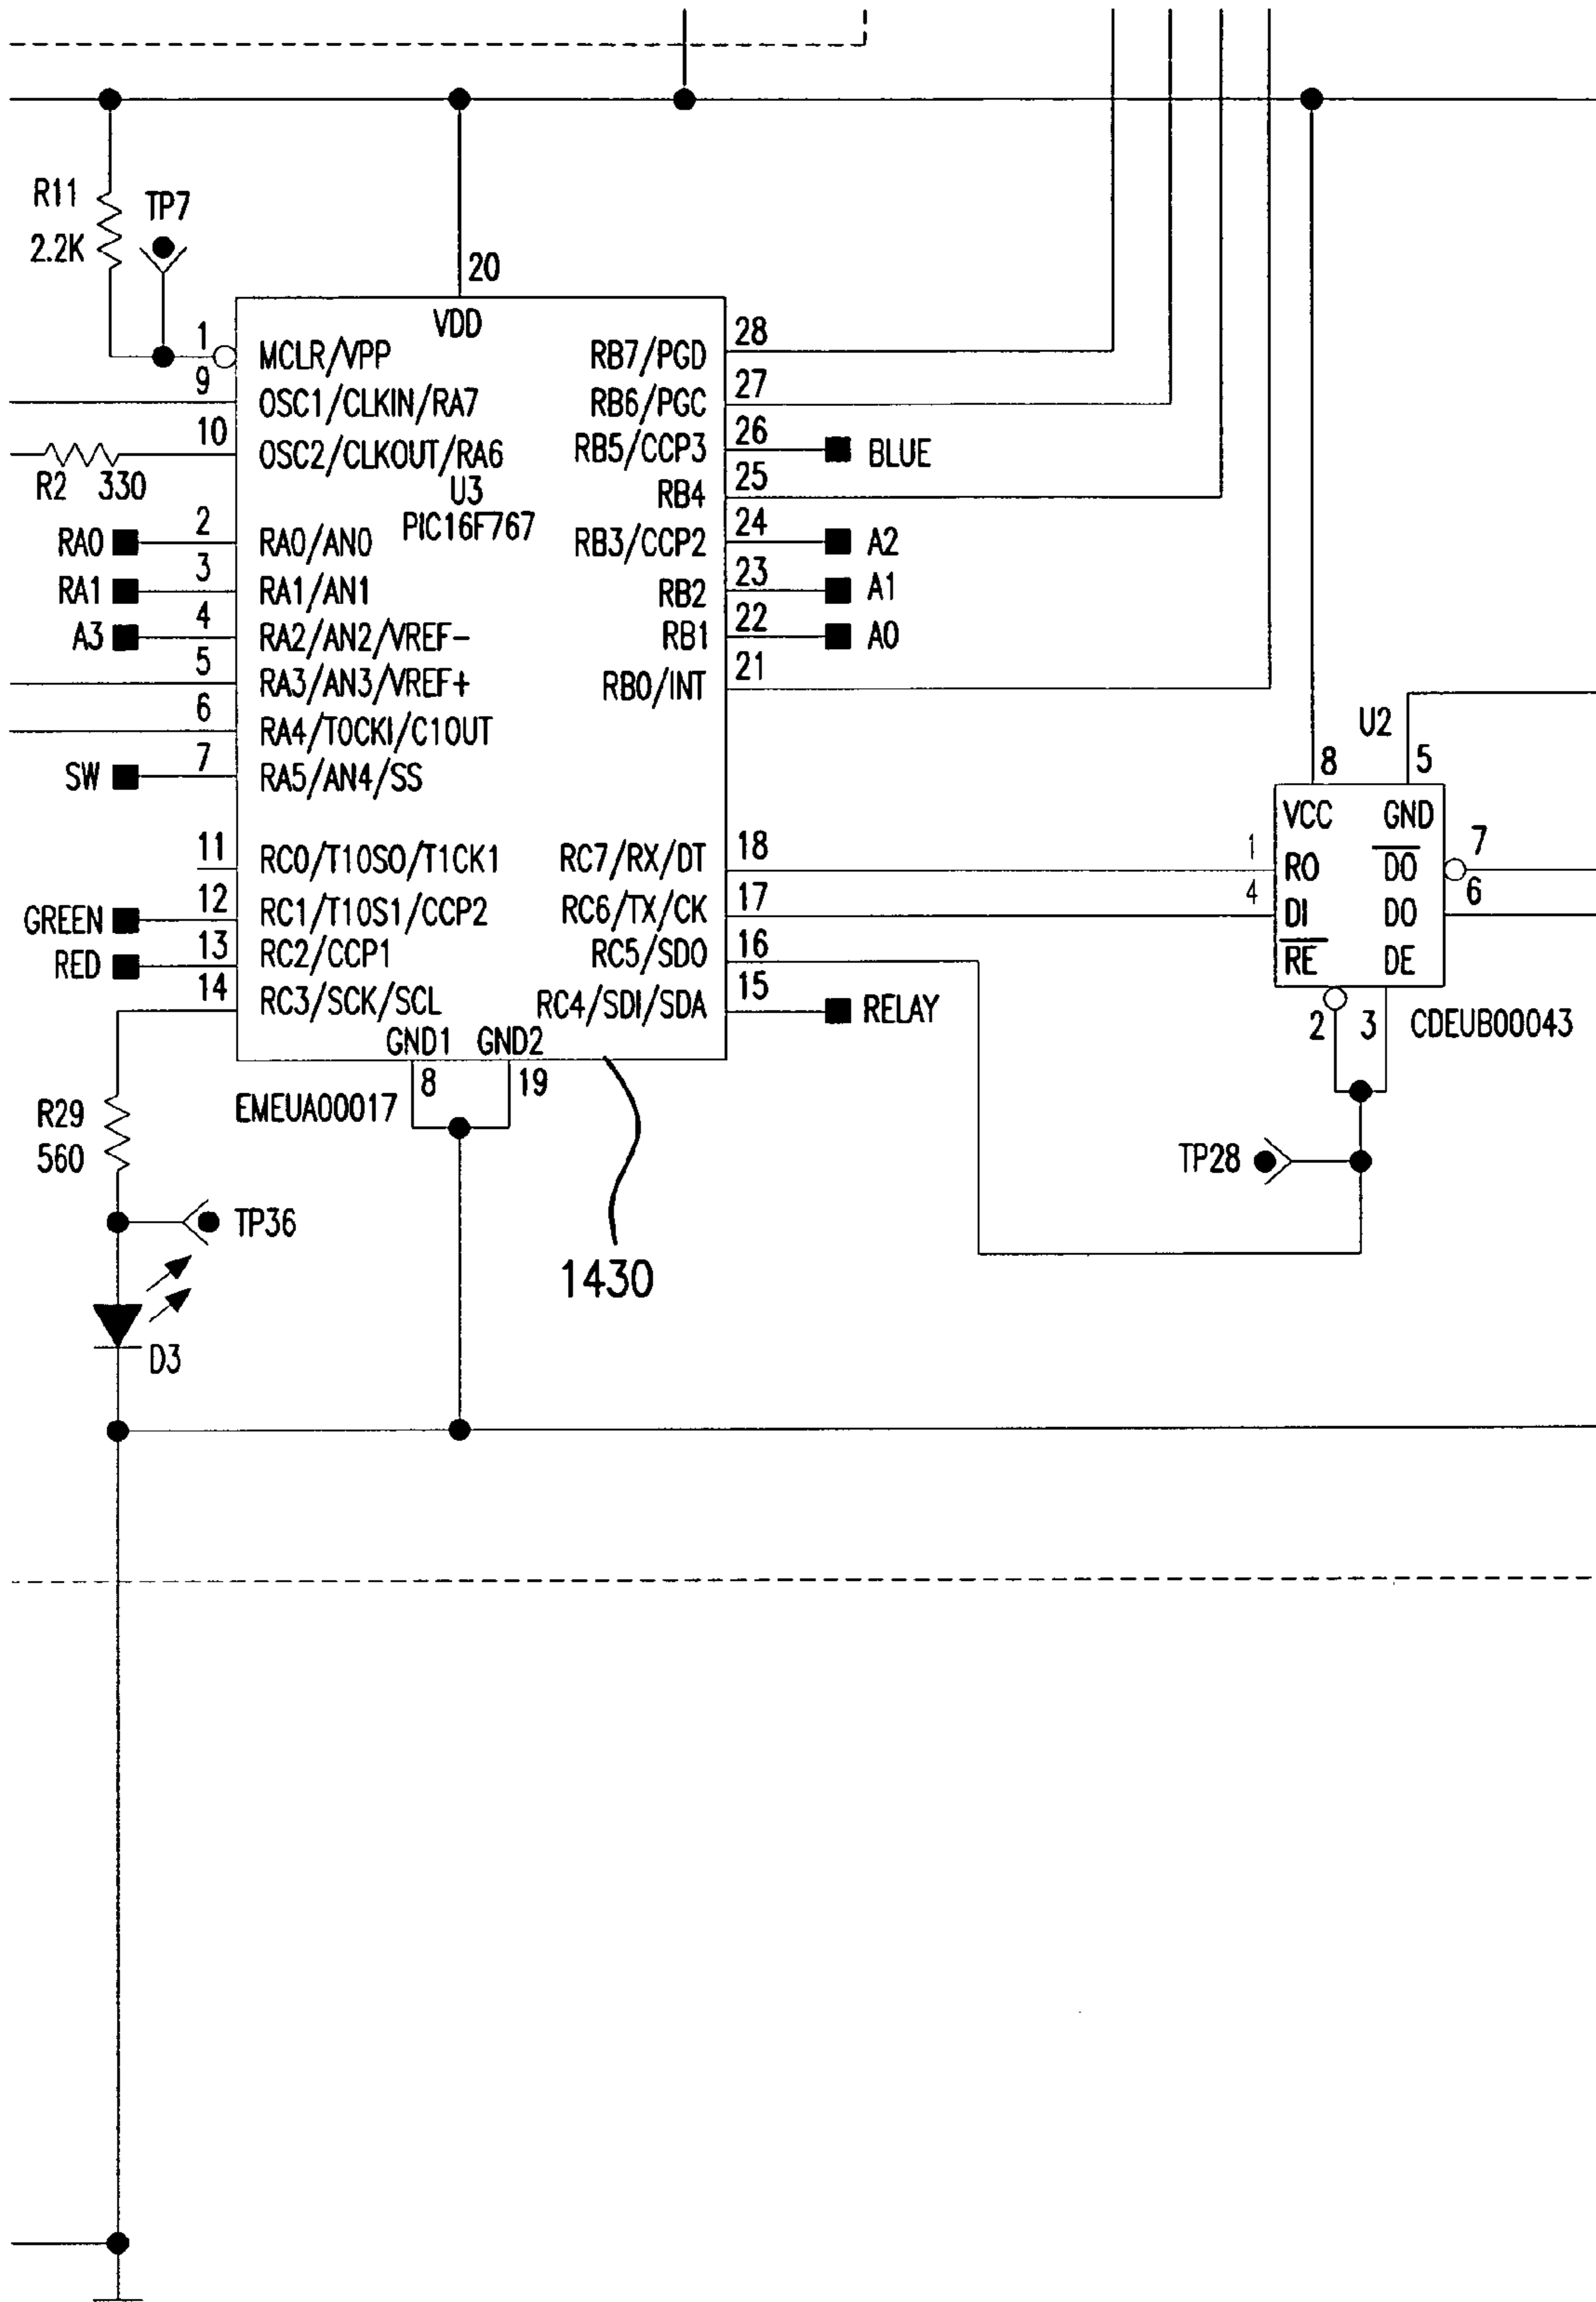 R11
2.2K
TP7
20
VDD
1
MCLR/VPP
RB7/PGD
28
9
OSC1/CLKIN/RA7
RB6/PGC
27
10
OSC2/CLKOUT/RA6
RB5/CCP3
26
BLUE
R2 330
U3
PIC16F767
RB4
25
RA0
2
RA0/AN0
RB3/CCP2
24
A2
RA1
3
RA1/AN1
RB2
23
A1
A3
4
RA2/AN2/VREF-
RB1
22
A0
5
RA3/AN3/VREF+
RB0/INT
21
6
RA4/T0CKI/C1OUT
SW
7
RA5/AN4/SS
U2
8
5
VCC
GND
11
RC0/T10S0/T1CK1
RC7/RX/DT
18
1
RO
DO
7
GREEN
12
RC1/T10S1/CCP2
RC6/TX/CK
17
4
DI
DO
6
RED
13
RC2/CCP1
RC5/SDO
16
RE
DE
14
RC3/SCK/SCL
RC4/SDI/SDA
15
RELAY
2
3
CDEUB00043
GND1
GND2
8
19
EMEUA00017
R29
560
TP28
TP36
1430
D3